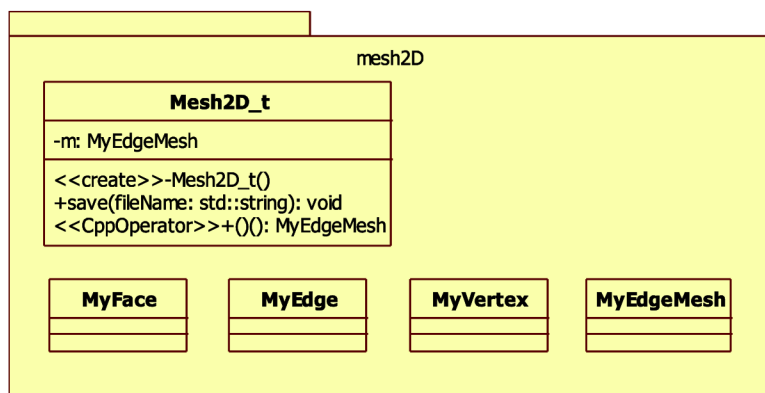 mesh2D
Mesh2D_t
-m: MyEdgeMesh
<<create>>-Mesh2D_t()
+save(fileName: std::string): void
<<CppOperator>>+()(): MyEdgeMesh
MyFace
MyEdge
MyVertex
MyEdgeMesh